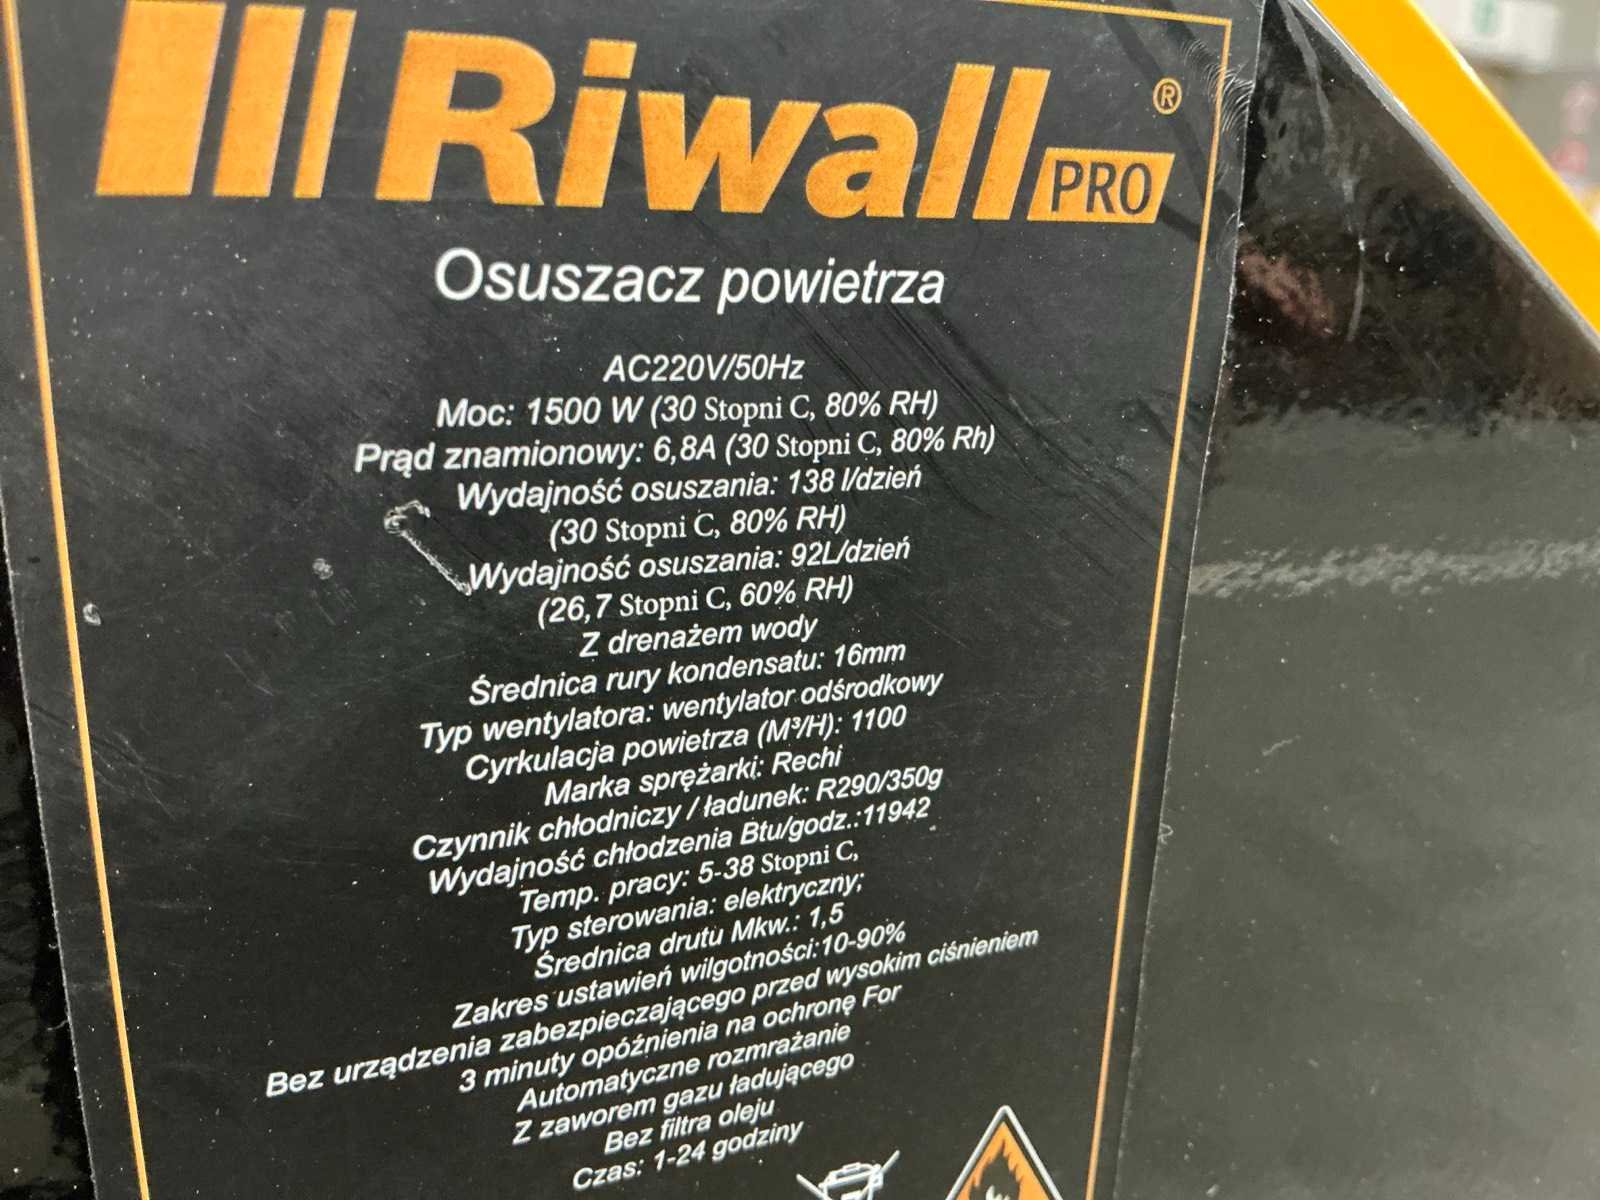 Riwall PRO ®
Osuszacz powietrza
AC220V/50Hz
Moc: 1500 W (30 Stopni C, 80% RH)
Prąd znamionowy: 6,8A (30 Stopni C, 80% Rh)
Wydajność osuszania: 138 l/dzień
(30 Stopni C, 80% RH)
Wydajność osuszania: 92L/dzień
(26,7 Stopni C, 60% RH)
Z drenażem wody
Średnica rury kondensatu: 16mm
Typ wentylatora: wentylator odśrodkowy
Cyrkulacja powietrza (M³/H): 1100
Marka sprężarki: Rechi
Czynnik chłodniczy / ładunek: R290/350g
Wydajność chłodzenia Btu/godz.:11942
Temp. pracy: 5-38 Stopni C,
Typ sterowania: elektryczny;
Średnica drutu Mkw.: 1,5
Zakres ustawień wilgotności:10-90%
Bez urządzenia zabezpieczającego przed wysokim ciśnieniem
3 minuty opóźnienia na ochronę For
Automatyczne rozmrażanie
Z zaworem gazu ładującego
Bez filtra oleju
Czas: 1-24 godziny